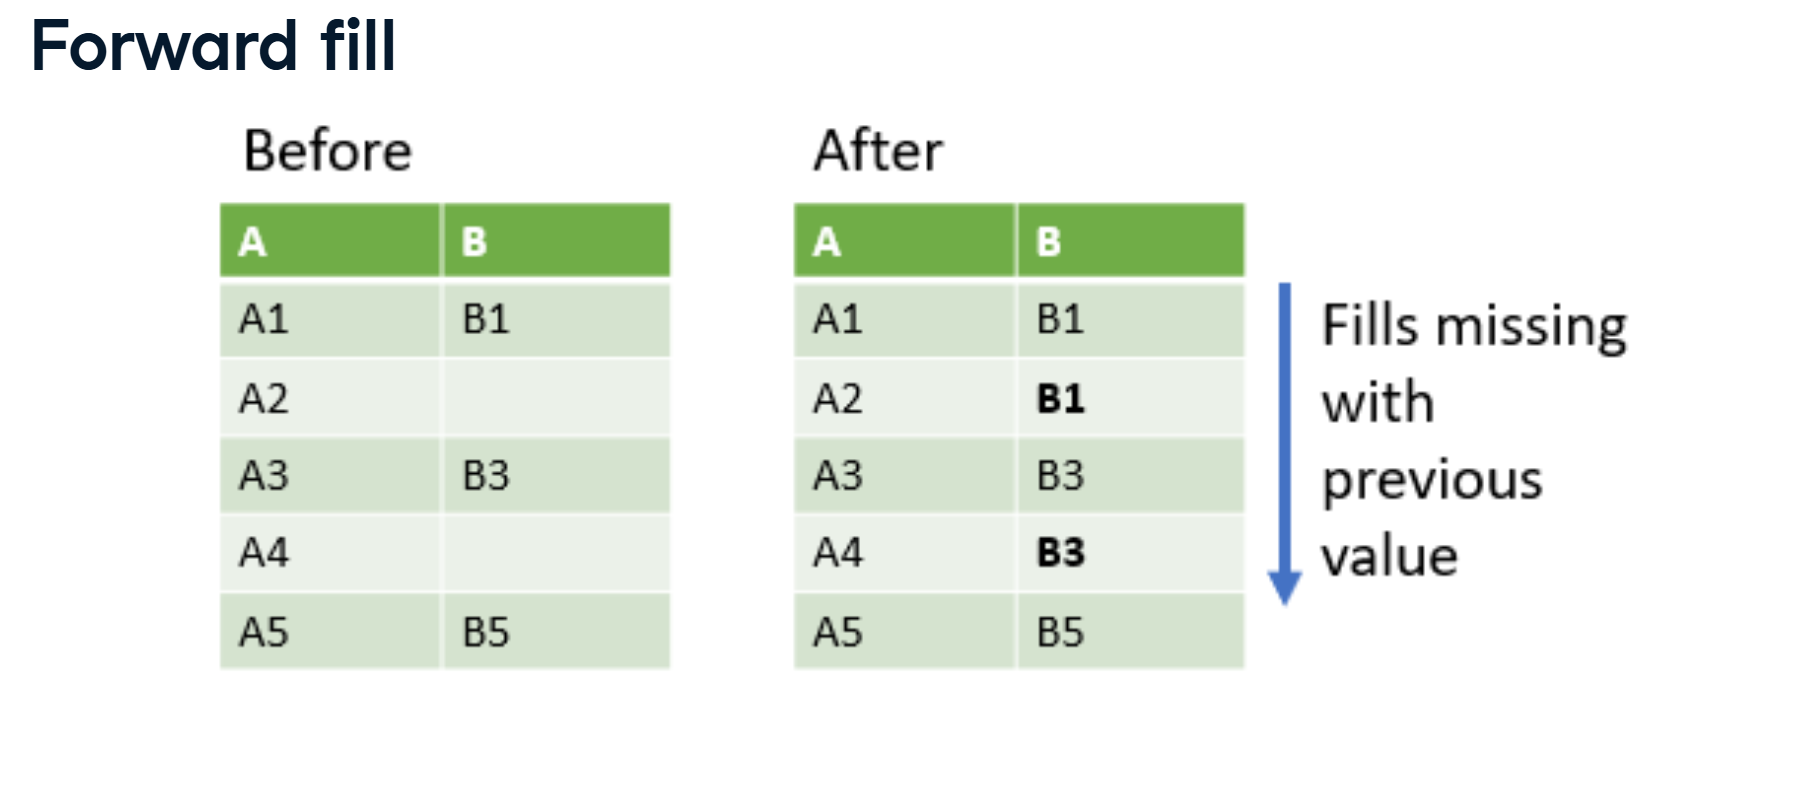 Forward fill
Before
A B
A1 B1
A2
A3 B3
A4
A5 B5
After
A B
A1 B1
A2 B1
A3 B3
A4 B3
A5 B5
Fills missing
with
previous
value